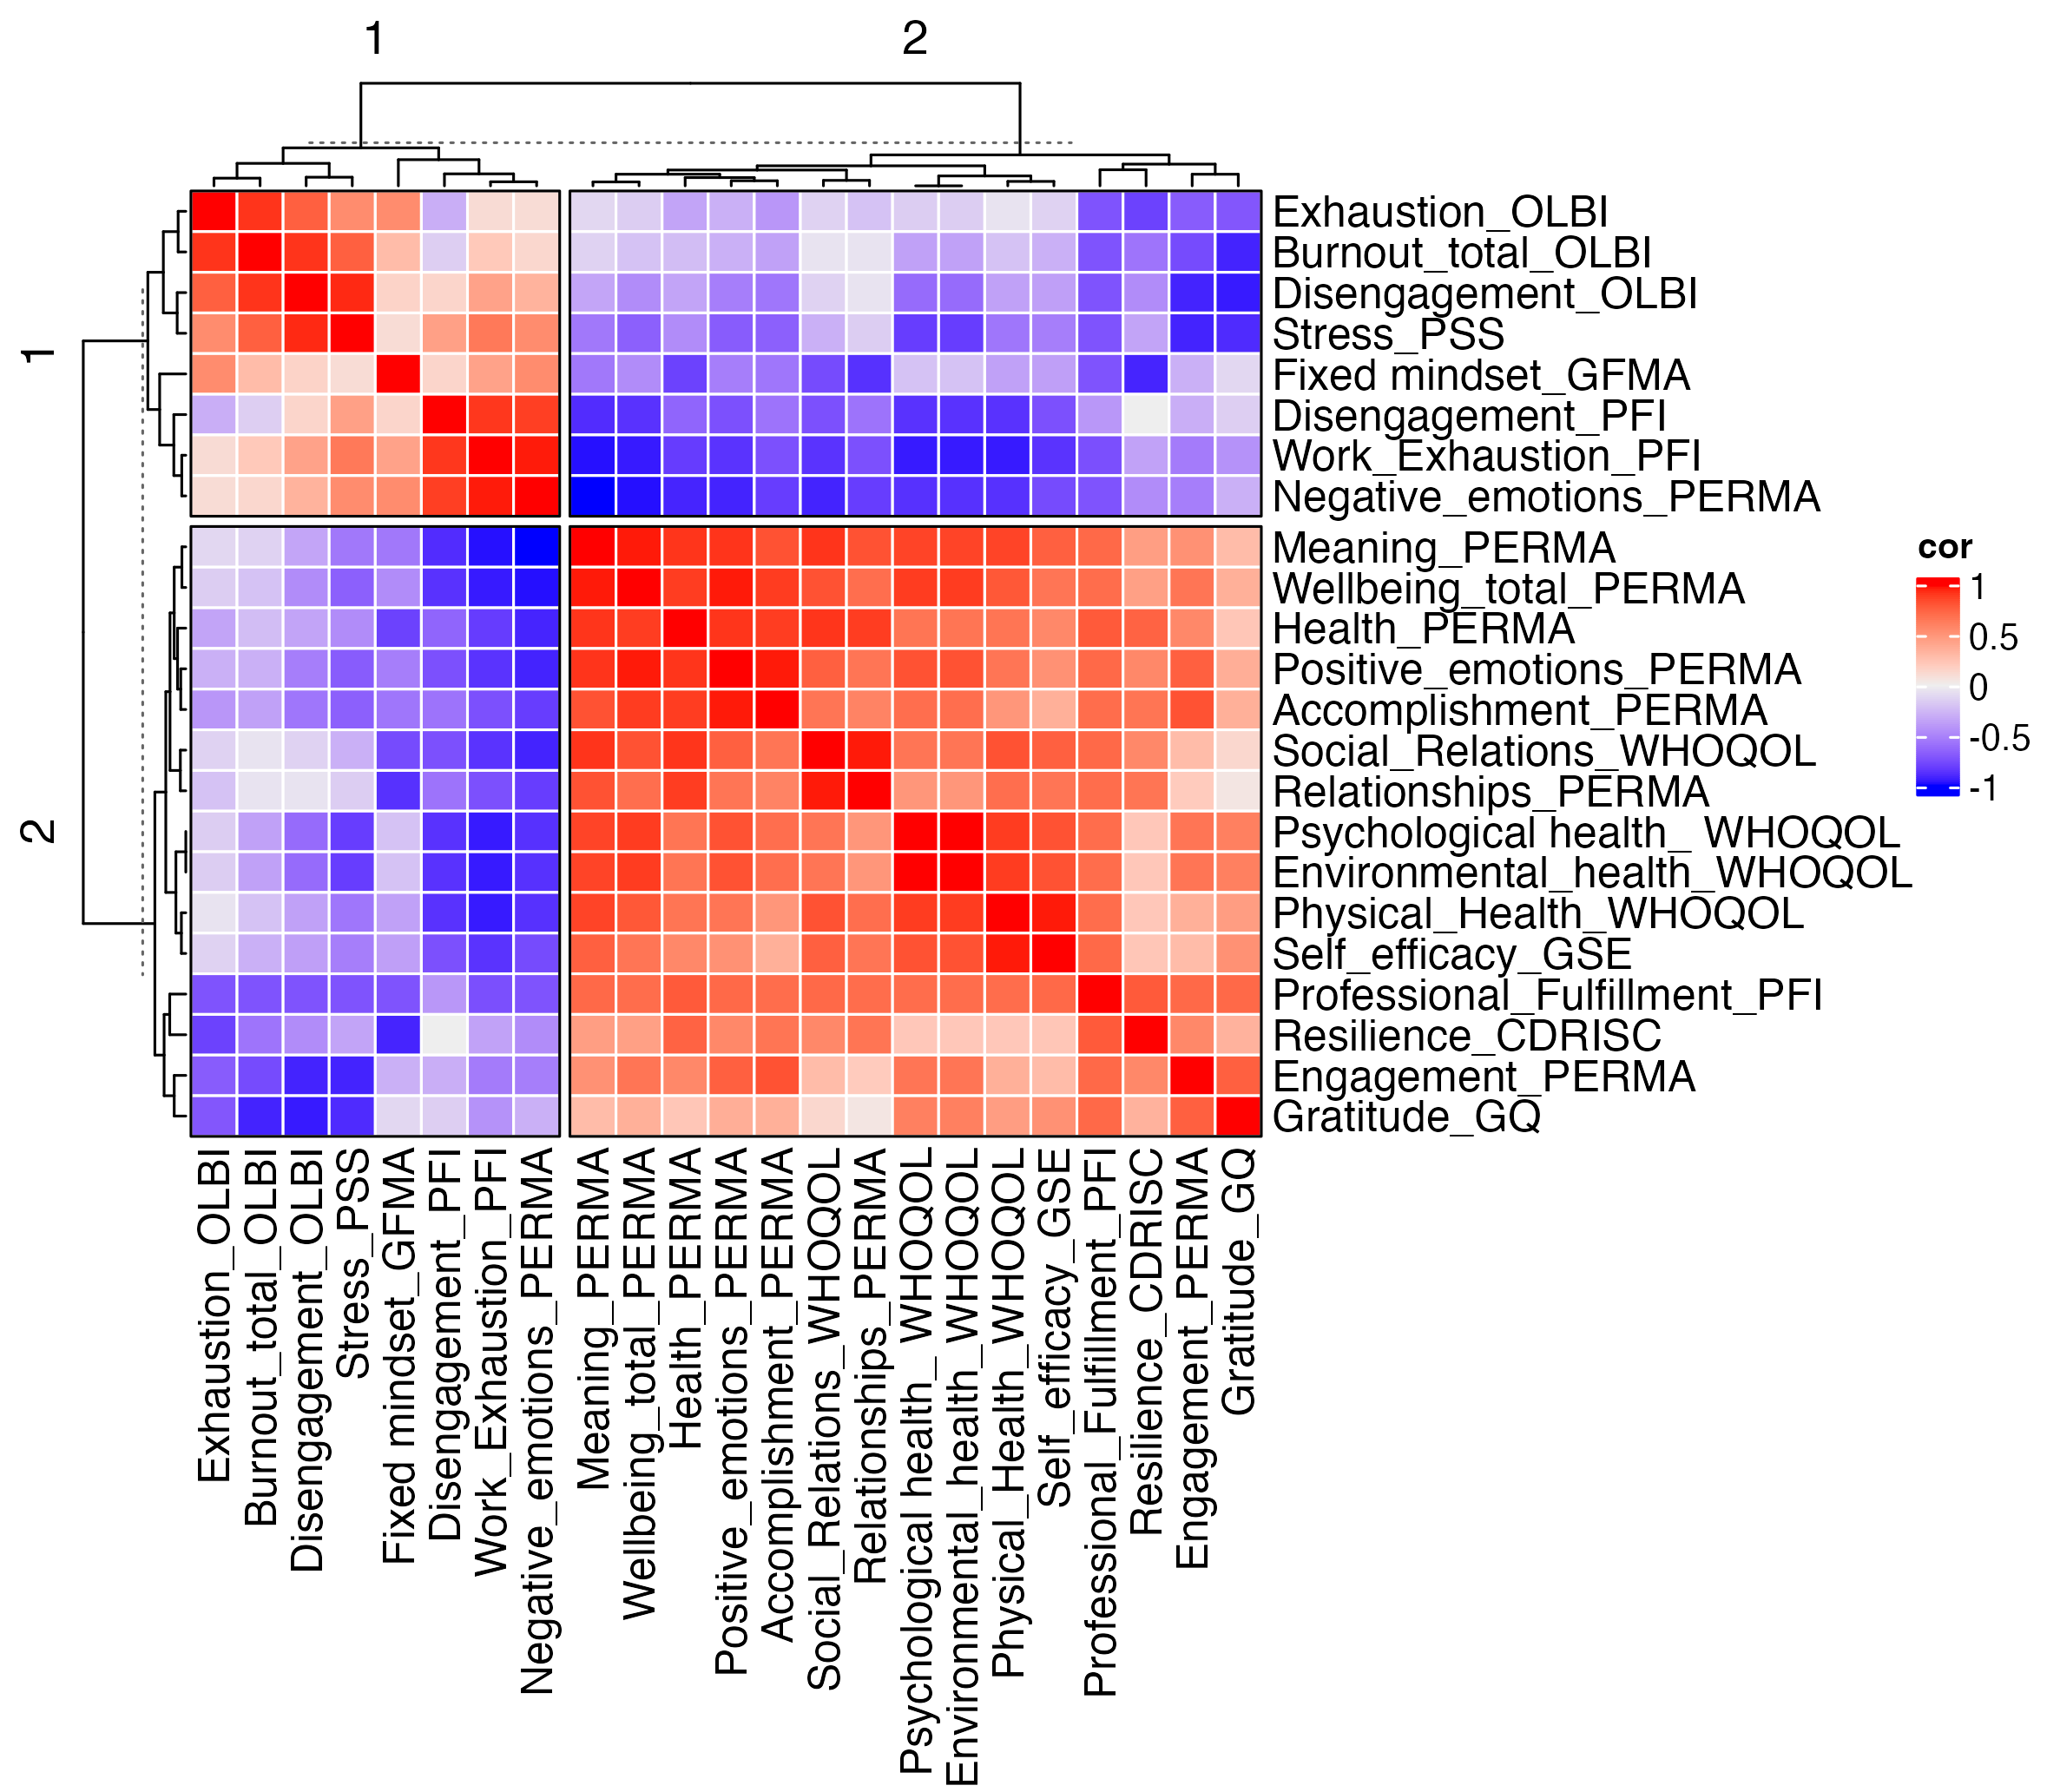 1
2
1
2
Exhaustion_OLBI
Burnout_total_OLBI
Disengagement_OLBI
Stress_PSS
Fixed mindset_GFMA
Disengagement_PFI
Work_Exhaustion_PFI
Negative_emotions_PERMA
Meaning_PERMA
Wellbeing_total_PERMA
Health_PERMA
Positive_emotions_PERMA
Accomplishment_PERMA
Social_Relations_WHOQOL
Relationships_PERMA
Psychological health_ WHOQOL
Environmental_health_WHOQOL
Physical_Health_WHOQOL
Self_efficacy_GSE
Professional_Fulfillment_PFI
Resilience_CDRISC
Engagement_PERMA
Gratitude_GQ
cor
1
0.5
0
-0.5
-1
Exhaustion_OLBI
Burnout_total_OLBI
Disengagement_OLBI
Stress_PSS
Fixed mindset_GFMA
Disengagement_PFI
Work_Exhaustion_PFI
Negative_emotions_PERMA
Meaning_PERMA
Wellbeing_total_PERMA
Health_PERMA
Positive_emotions_PERMA
Accomplishment_PERMA
Social_Relations_WHOQOL
Relationships_PERMA
Psychological health_ WHOQOL
Environmental_health_WHOQOL
Physical_Health_WHOQOL
Self_efficacy_GSE
Professional_Fulfillment_PFI
Resilience_CDRISC
Engagement_PERMA
Gratitude_GQ